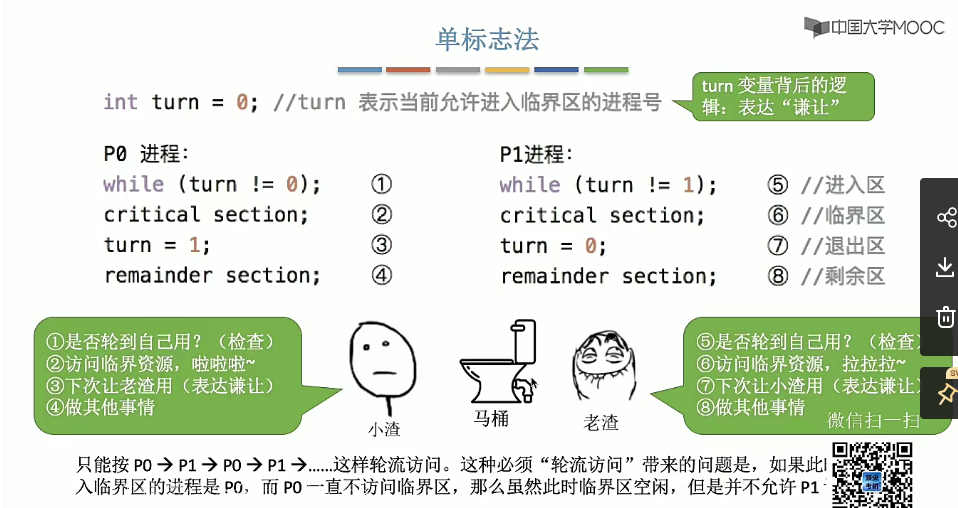 中国大学MOOC
单标志法
int turn = 0; //turn 表示当前允许进入临界区的进程号
turn 变量背后的逻
辑：表达“谦让”
P0 进程：
while (turn != 0); ①
critical section; ②
turn = 1; ③
remainder section; ④
P1进程：
while (turn != 1); ⑤ //进入区
critical section; ⑥ //临界区
turn = 0; ⑦ //退出区
remainder section; ⑧ //剩余区
①是否轮到自己用？（检查）
②访问临界资源，啦啦啦~
③下次让老渣用（表达谦让）
④做其他事情
小渣
马桶
老渣
⑤是否轮到自己用？（检查
⑥访问临界资源，拉拉拉~
⑦下次让小渣用（表达谦让）
⑧做其他事情
微信扫一扫
只能按 P0 → P1 → P0 → P1 →……这样轮流访问。这种必须“轮流访问”带来的问题是，如果此
入临界区的进程是 P0，而 P0 一直不访问临界区，那么虽然此时临界区空闲，但是并不允许 P1